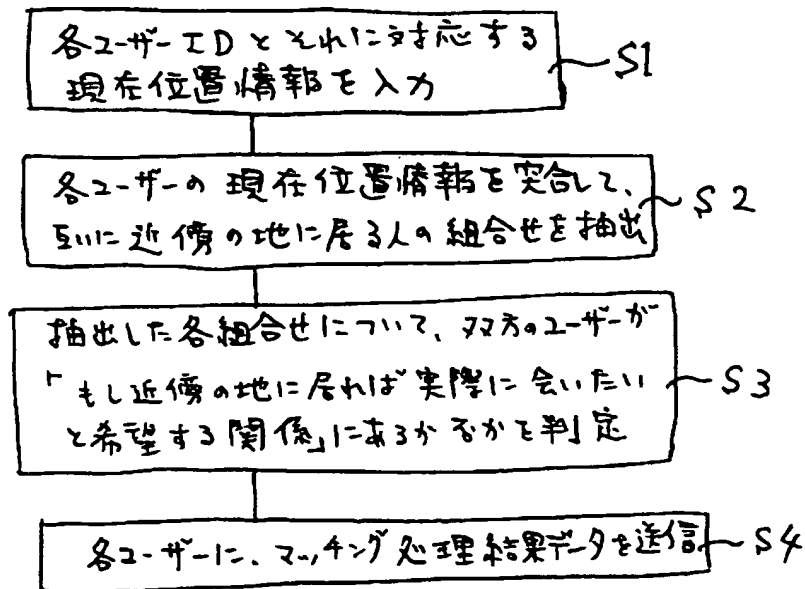 各ユーザーIDとそれに対応する
現在位置情報を入力
S1
各ユーザーの現在位置情報を突合して、
互いに近傍の地に居る人の組合せを抽出
S2
抽出した各組合せについて、双方のユーザーが
「もし近傍の地に居れば実際に会いたい
と希望する関係」にあるか否かを判定
S3
各ユーザーに、マッチング処理結果データを送信
S4